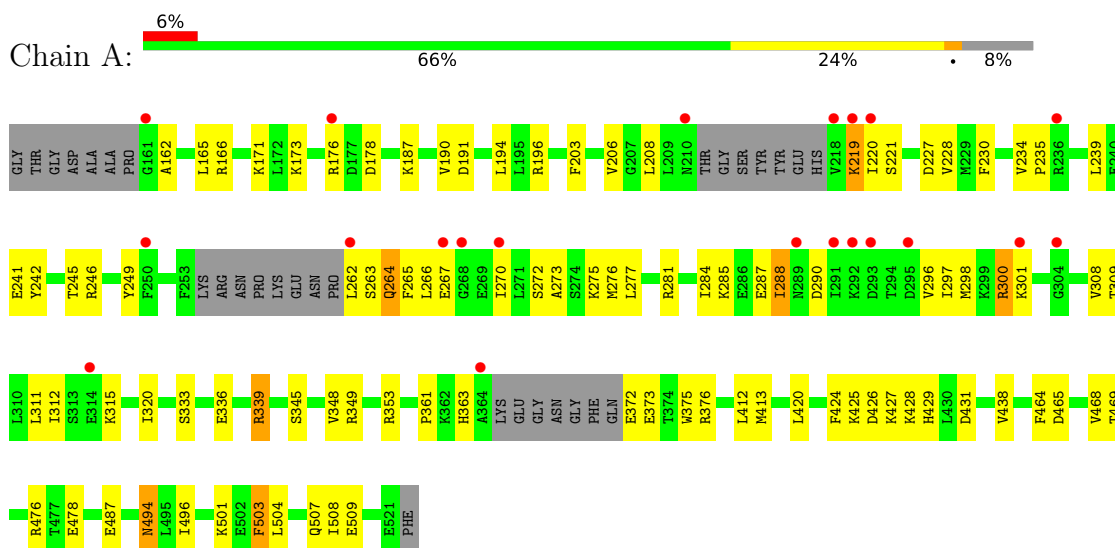 6%
Chain A:
66% 24% • 8%
GLY THR GLY ASP ALA ALA PRO G161 A162 L165 R166 K171 L172 K173 R176 D177 D178 K187 V190 D191 L194 L195 R196 F203 V206 G207 L208 L209 N210 THR GLY SER TYR TYR GLU HIS V218 K219 I220 S221 D227 V228 M229 F230 V234 P235 R236 L239 E240
E241 Y242 T245 R246 Y249 F250 F253 LYS ARG ASN PRO LYS GLU ASN PRO L262 S263 Q264 F265 L266 E267 G268 E269 I270 L271 S272 A273 S274 K275 M276 L277 R281 I284 K285 E286 E287 I288 N289 D290 I291 K292 D293 T294 D295 V296 I297 M298 K299 R300 K301 G304 V308 T309
L310 L311 I312 S313 E314 K315 I320 S333 E336 R339 S345 V348 R349 R353 P361 K362 H363 A364 LYS GLU GLY ASN GLY PHE GLN E372 E373 T374 W375 R376 L412 M413 L420 F424 K425 D426 K427 K428 H429 L430 D431 V438 F464 D465 V468 T469
R476 T477 E478 E487 N494 L495 I496 K501 E502 F503 L504 Q507 I508 E509 E521 PHE